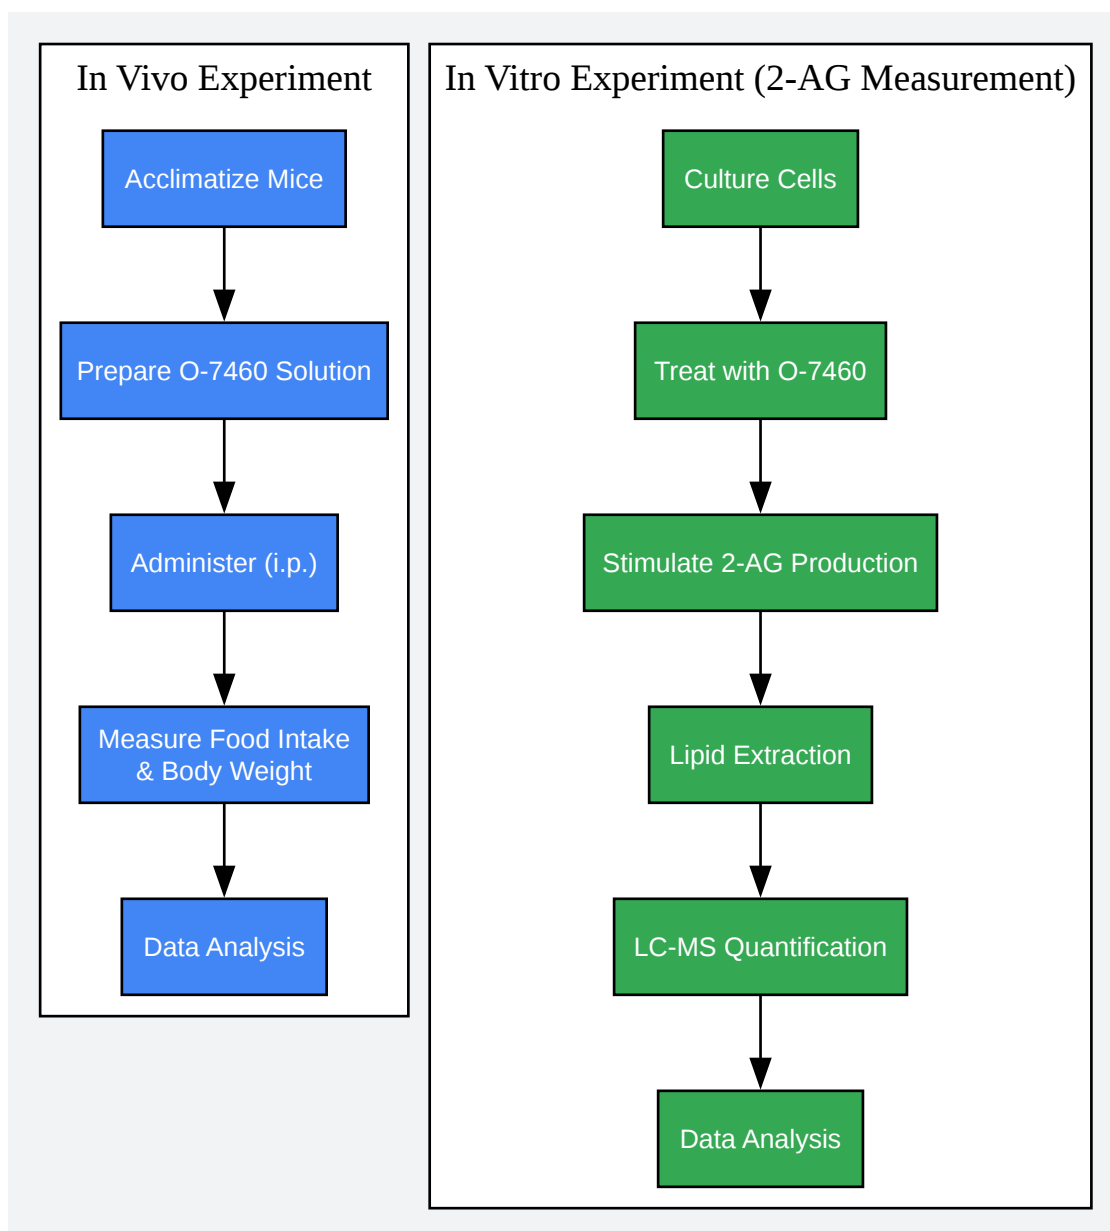 In Vivo Experiment
Acclimatize Mice
Prepare O-7460 Solution
Administer (i.p.)
Measure Food Intake
& Body Weight
Data Analysis
In Vitro Experiment (2-AG Measurement)
Culture Cells
Treat with O-7460
Stimulate 2-AG Production
Lipid Extraction
LC-MS Quantification
Data Analysis